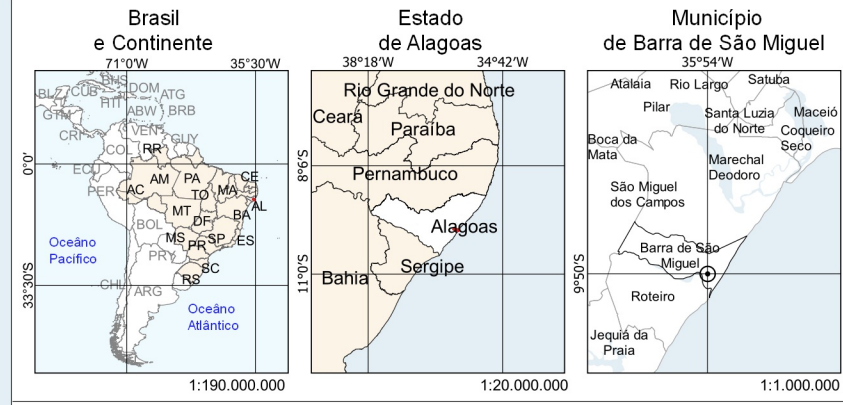 Brasil
e Continente
71°0'W 35°30'W
0°0'
33°30'S
BHS
BLZ CUB DOM ATG
HTI
GTM ABW BRB
CRI VEN GUY
COL
RR
ECU
AM PA CE
PER AC TO MA
AL
MT BA
BOL DF
MS SP ES
PR
PRY
SC
RS
CHL ARG
Oceâno
Pacífico
Oceâno
Atlântico
1:190.000.000
Estado
de Alagoas
38°18'W 34°42'W
8°6'S
11°0'S
Rio Grande do Norte
Ceará
Paraíba
Pernambuco
Alagoas
Sergipe
Bahia
1:20.000.000
Município
de Barra de São Miguel
35°54'W
9°50'S
Atalaia Rio Largo Satuba
Pilar
Santa Luzia
do Norte
Maceió
Coqueiro
Seco
Boca da
Mata
Marechal
Deodoro
São Miguel
dos Campos
Barra de São
Miguel
Roteiro
Jequiá da
Praia
1:1.000.000